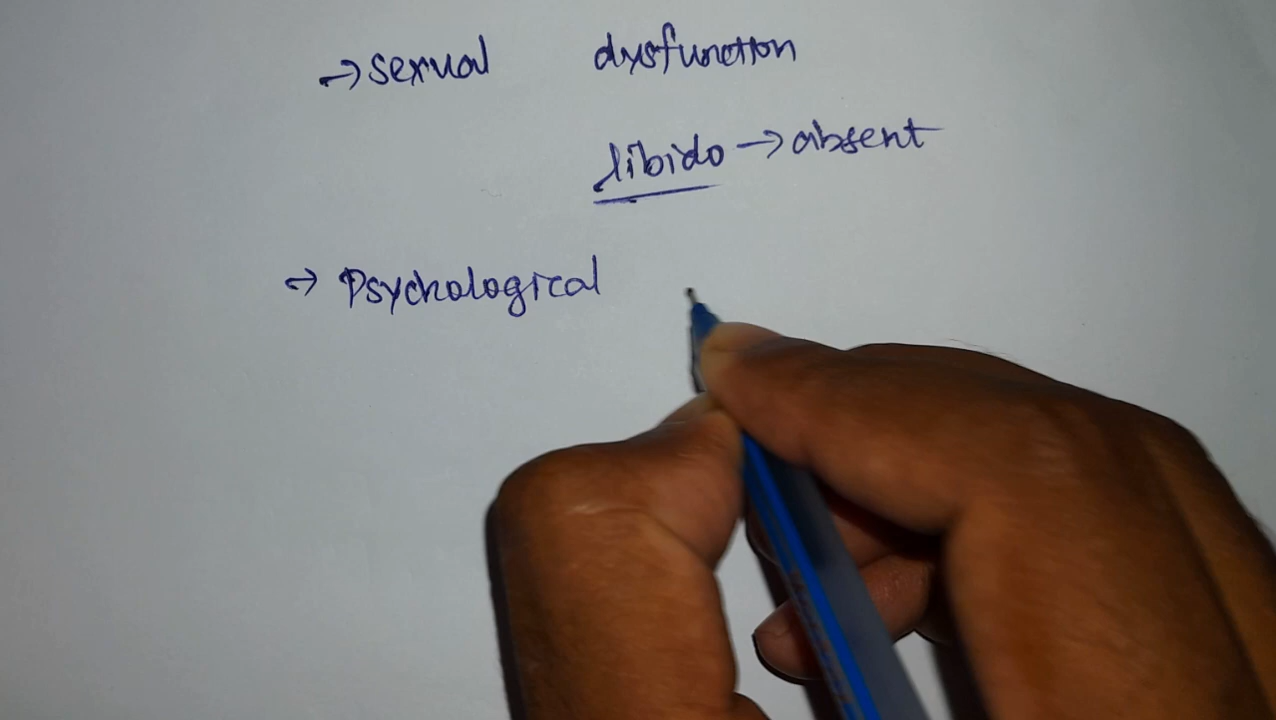 → sexual dysfunction
libido → absent
→ Psychological